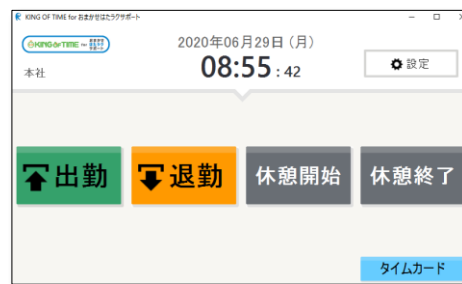 KING OF TIME for おまかせはたラクサポート
KING OF TIME for
2020年06月29日（月）
08:55:42
本社
設定
出勤
退勤
休憩開始
休憩終了
タイムカード